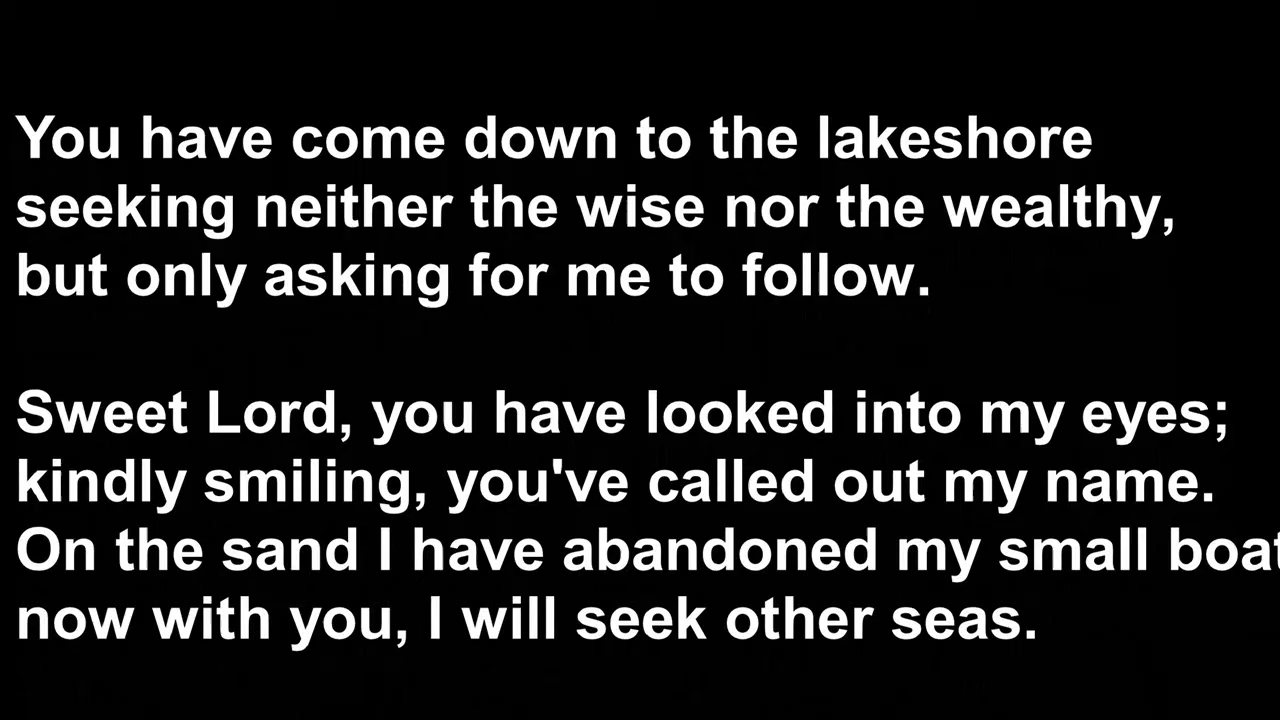 You have come down to the lakeshore
seeking neither the wise nor the wealthy,
but only asking for me to follow.
Sweet Lord, you have looked into my eyes;
kindly smiling, you've called out my name.
On the sand I have abandoned my small boat
now with you, I will seek other seas.